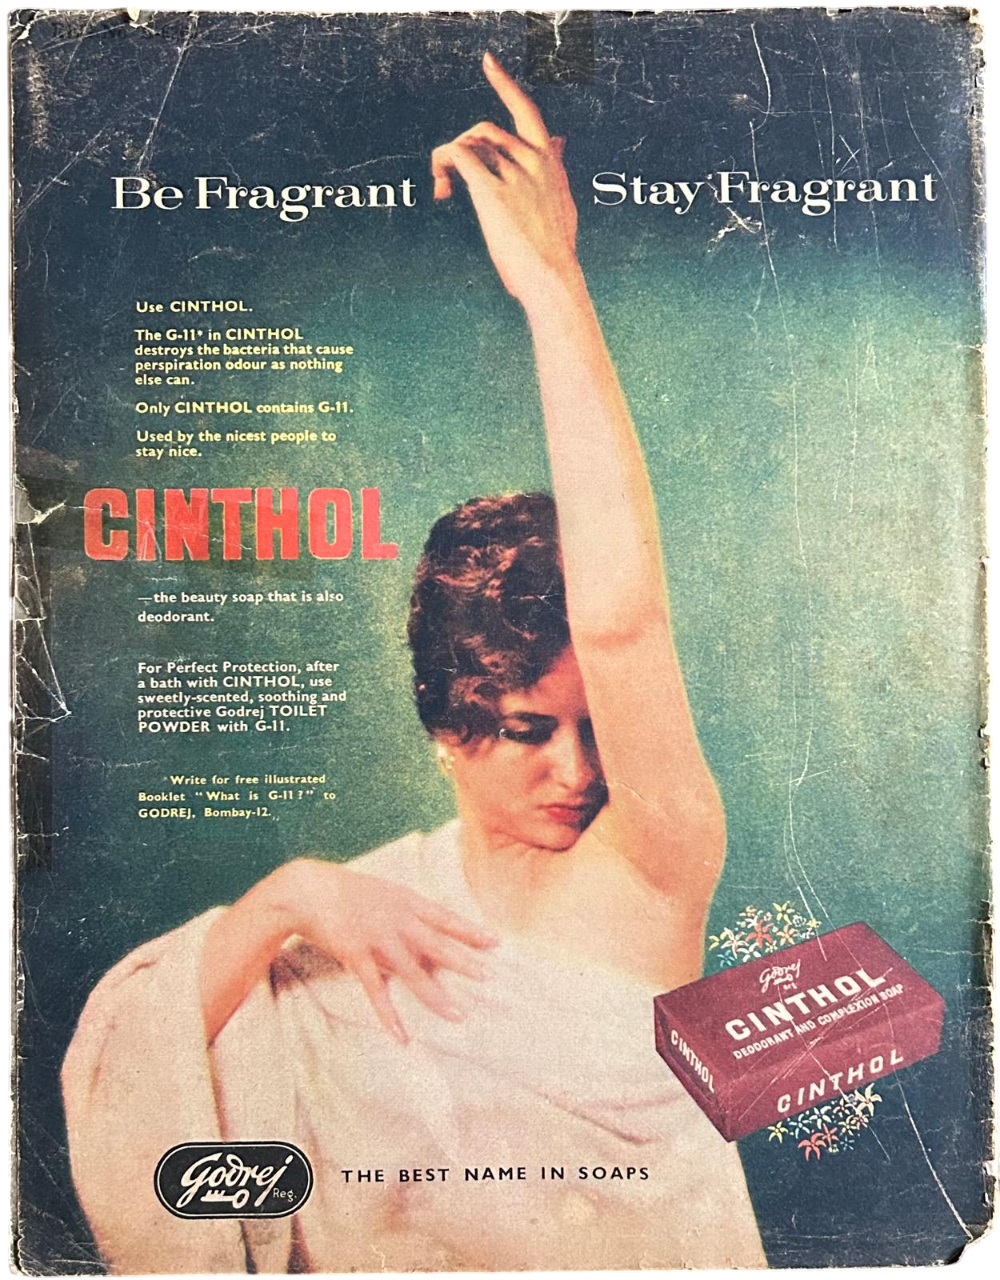 Be Fragrant Stay Fragrant
Use CINTHOL.
The G-11* in CINTHOL
destroys the bacteria that cause
perspiration odour as nothing
else can.
Only CINTHOL contains G-11.
Used by the nicest people to
stay nice.
CINTHOL
—the beauty soap that is also
deodorant.
For Perfect Protection, after
a bath with CINTHOL, use
sweetly-scented, soothing and
protective Godrej TOILET
POWDER with G-11.
Write for free illustrated
Booklet "What is G-11?" to
GODREJ, Bombay-12.
Godrej
CINTHOL
DEODORANT AND COMPLEXION SOAP
CINTHOL
CINTHOL
Godrej Reg.
THE BEST NAME IN SOAPS